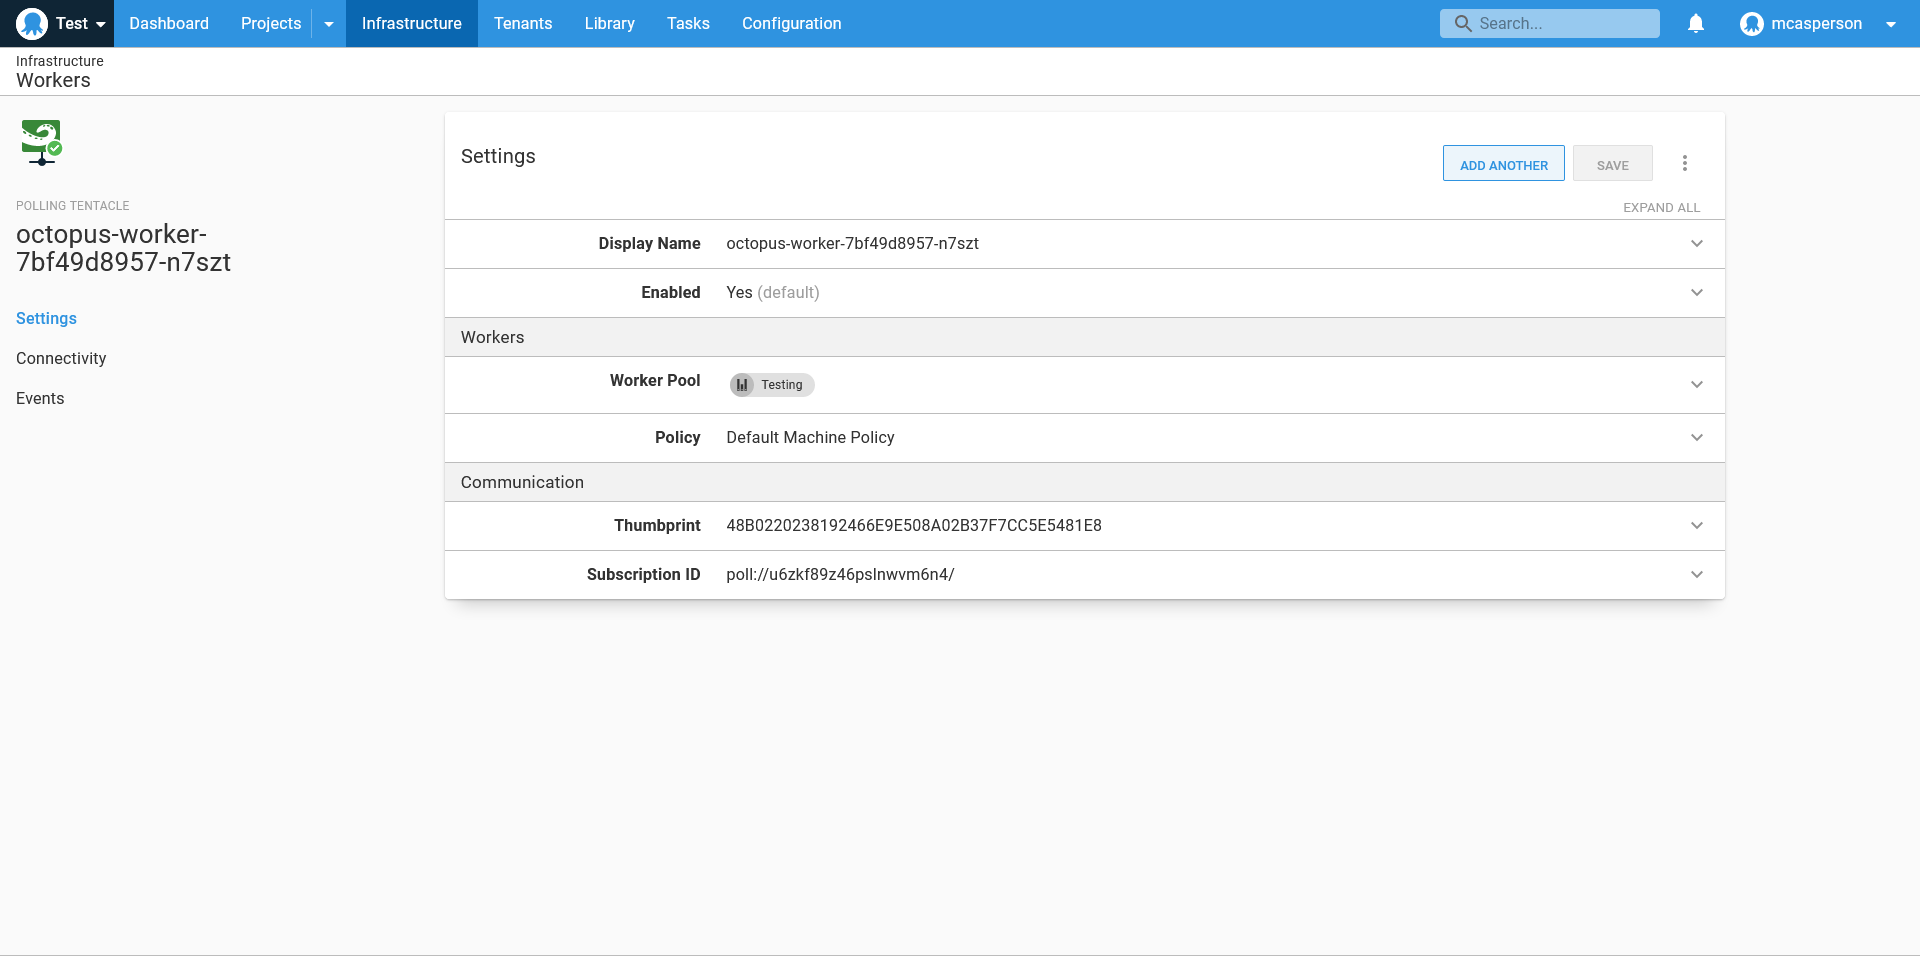 Test
Dashboard
Projects
Infrastructure
Tenants
Library
Tasks
Configuration
Search...
mcasperson
Infrastructure
Workers
POLLING TENTACLE
octopus-worker-
7bf49d8957-n7szt
Settings
Connectivity
Events
Settings
ADD ANOTHER
SAVE
EXPAND ALL
Display Name octopus-worker-7bf49d8957-n7szt
Enabled Yes (default)
Workers
Worker Pool Testing
Policy Default Machine Policy
Communication
Thumbprint 48B0220238192466E9E508A02B37F7CC5E5481E8
Subscription ID poll://u6zkf89z46pslnwvm6n4/